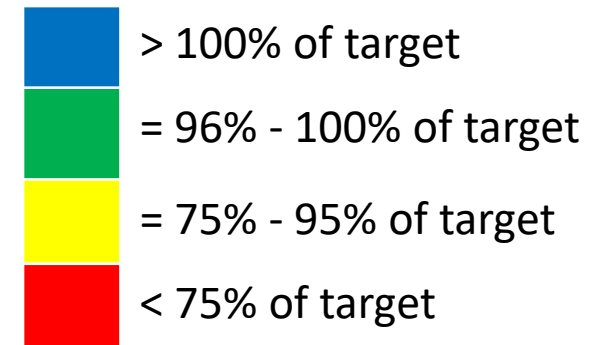 > 100% of target
= 96% - 100% of target
= 75% - 95% of target
< 75% of target